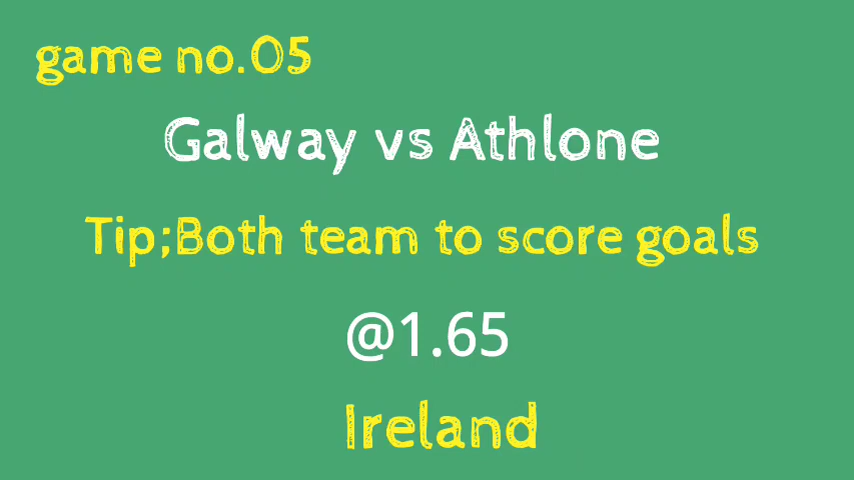 game no.05
Galway vs Athlone
Tip;Both team to score goals
@1.65
Ireland